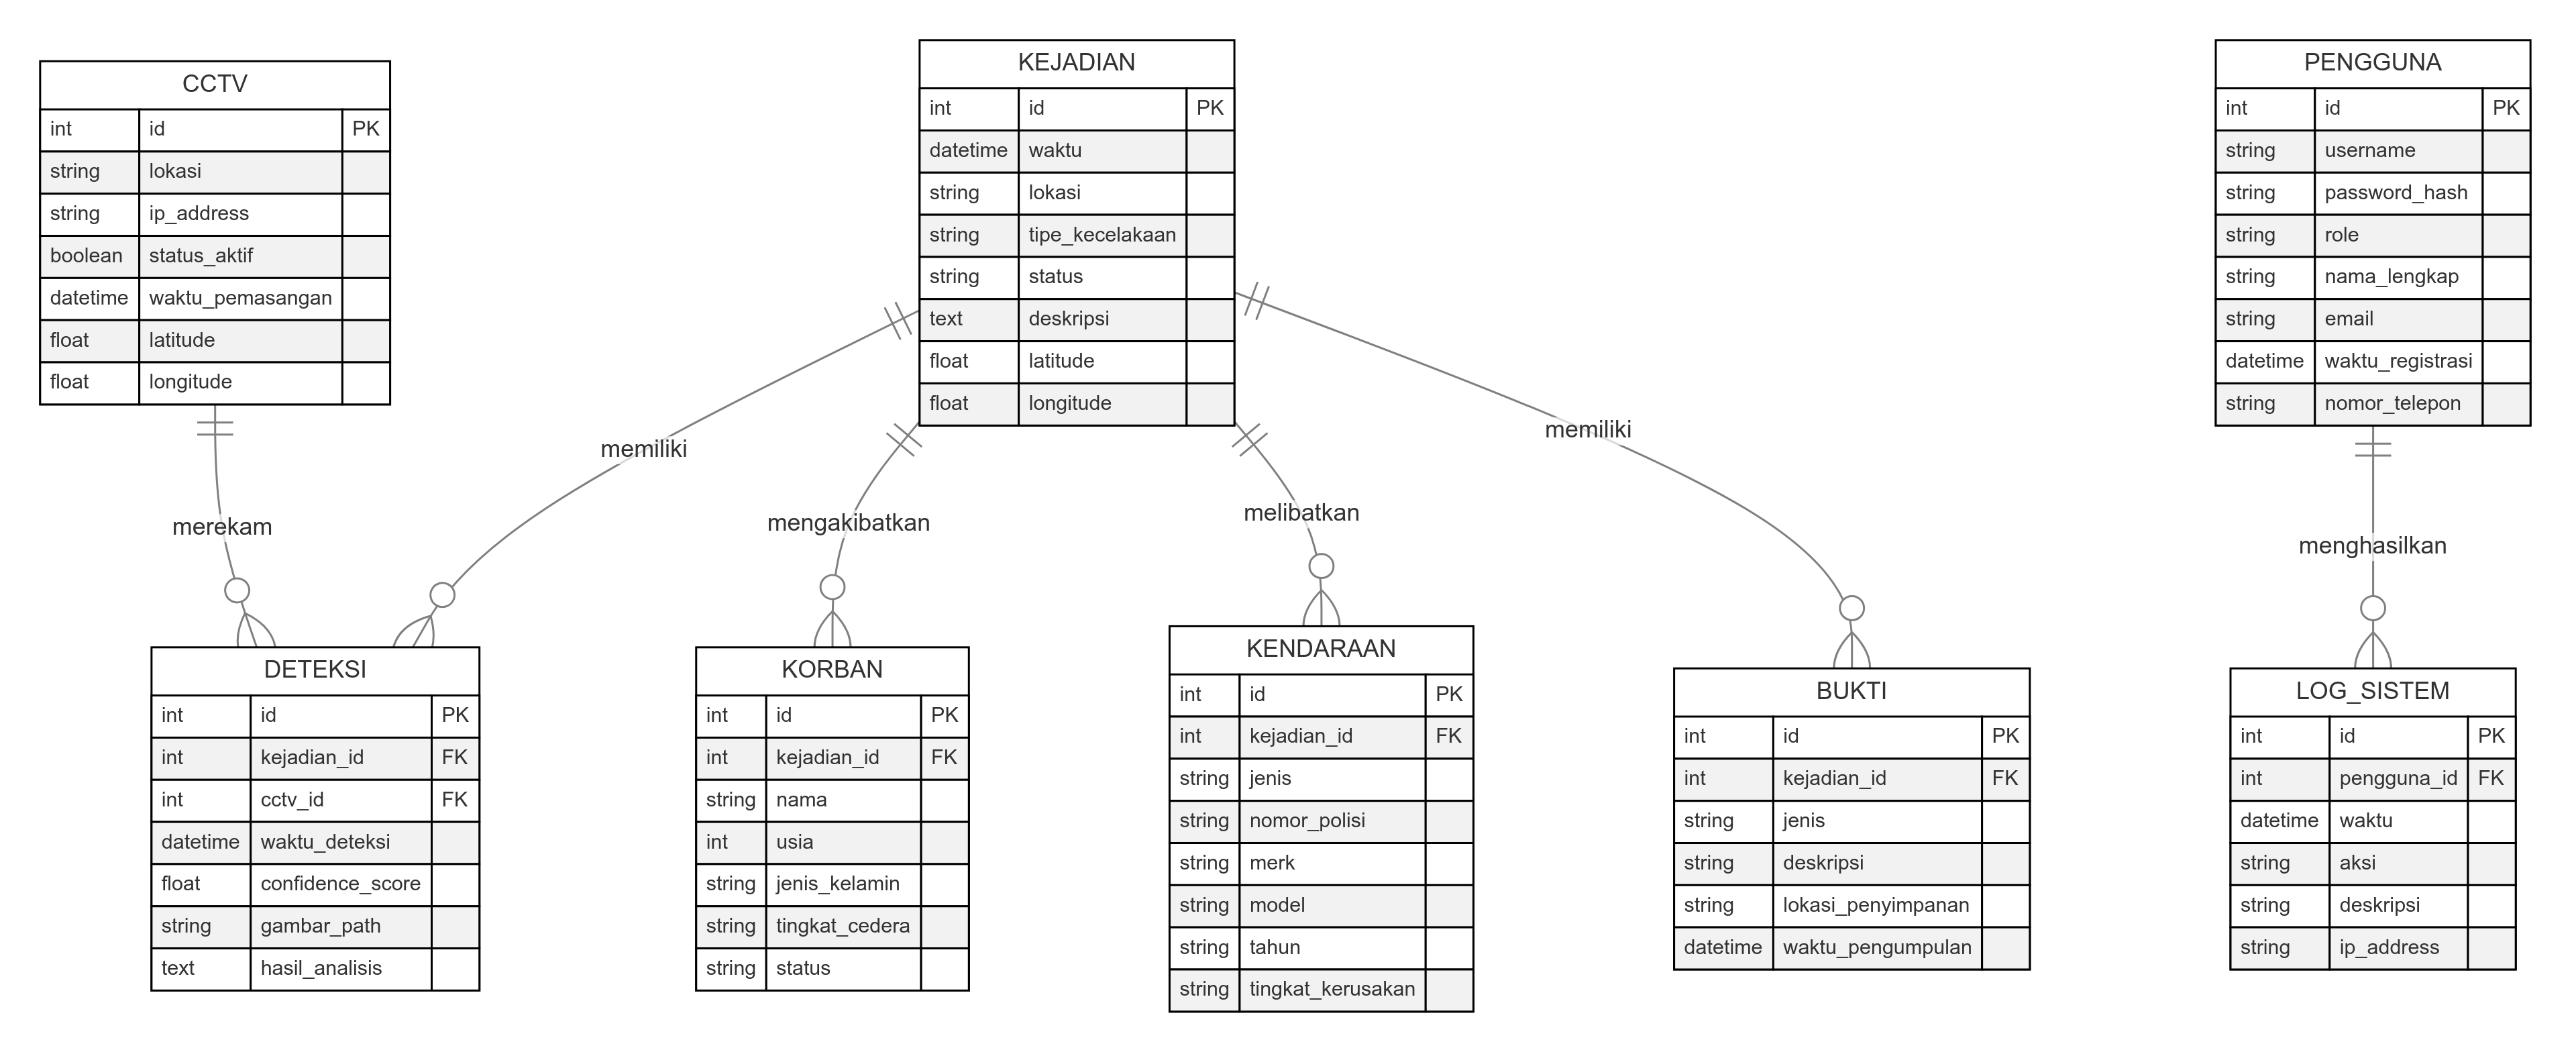 CCTV
int id PK
string lokasi
string ip_address
boolean status_aktif
datetime waktu_pemasangan
float latitude
float longitude
KEJADIAN
int id PK
datetime waktu
string lokasi
string tipe_kecelakaan
string status
text deskripsi
float latitude
float longitude
PENGGUNA
int id PK
string username
string password_hash
string role
string nama_lengkap
string email
datetime waktu_registrasi
string nomor_telepon
merekam
memiliki
mengakibatkan
melibatkan
memiliki
menghasilkan
DETEKSI
int id PK
int kejadian_id FK
int cctv_id FK
datetime waktu_deteksi
float confidence_score
string gambar_path
text hasil_analisis
KORBAN
int id PK
int kejadian_id FK
string nama
int usia
string jenis_kelamin
string tingkat_cedera
string status
KENDARAAN
int id PK
int kejadian_id FK
string jenis
string nomor_polisi
string merk
string model
string tahun
string tingkat_kerusakan
BUKTI
int id PK
int kejadian_id FK
string jenis
string deskripsi
string lokasi_penyimpanan
datetime waktu_pengumpulan
LOG_SISTEM
int id PK
int pengguna_id FK
datetime waktu
string aksi
string deskripsi
string ip_address